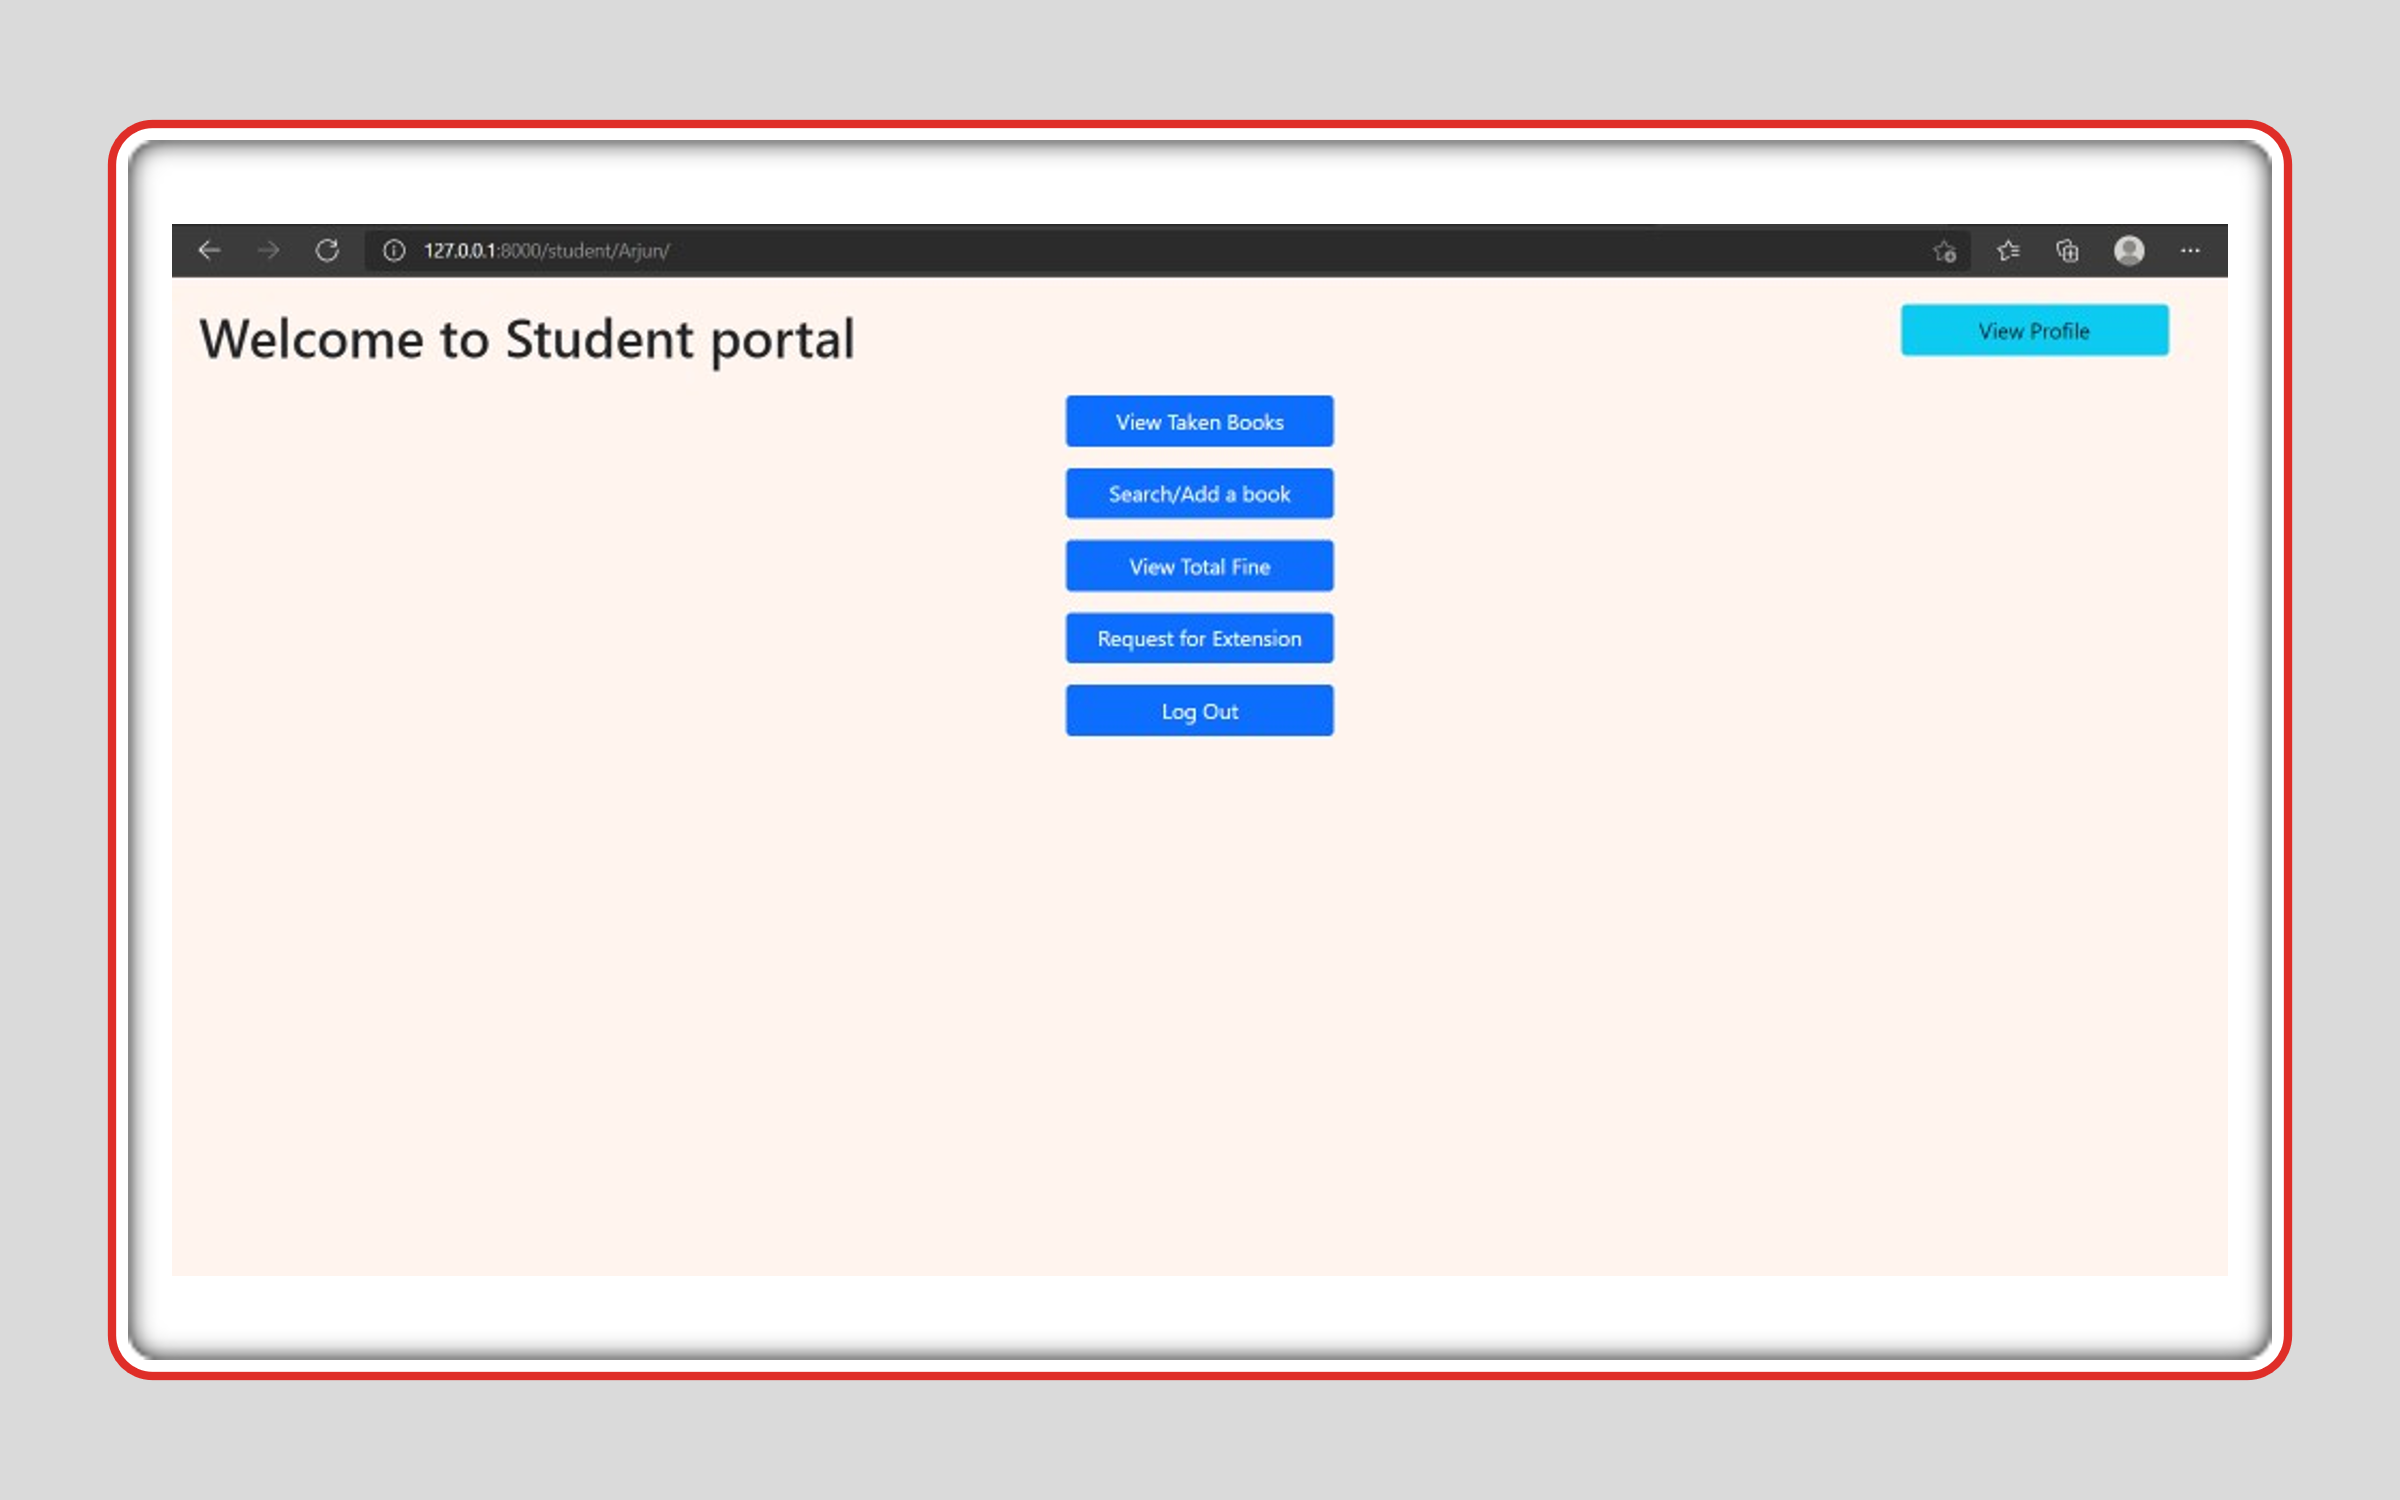 127.0.0.1:8000/student/Arjun/
Welcome to Student portal
View Profile
View Taken Books
Search/Add a book
View Total Fine
Request for Extension
Log Out